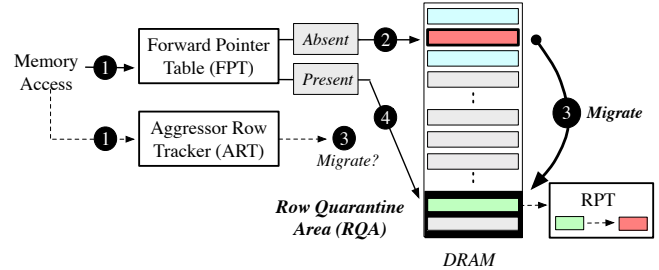 Memory
Access
1
Forward Pointer
Table (FPT)
Absent
2
Present
4
1
Aggressor Row
Tracker (ART)
3
Migrate?
3
Migrate
Row Quarantine
Area (RQA)
RPT
DRAM